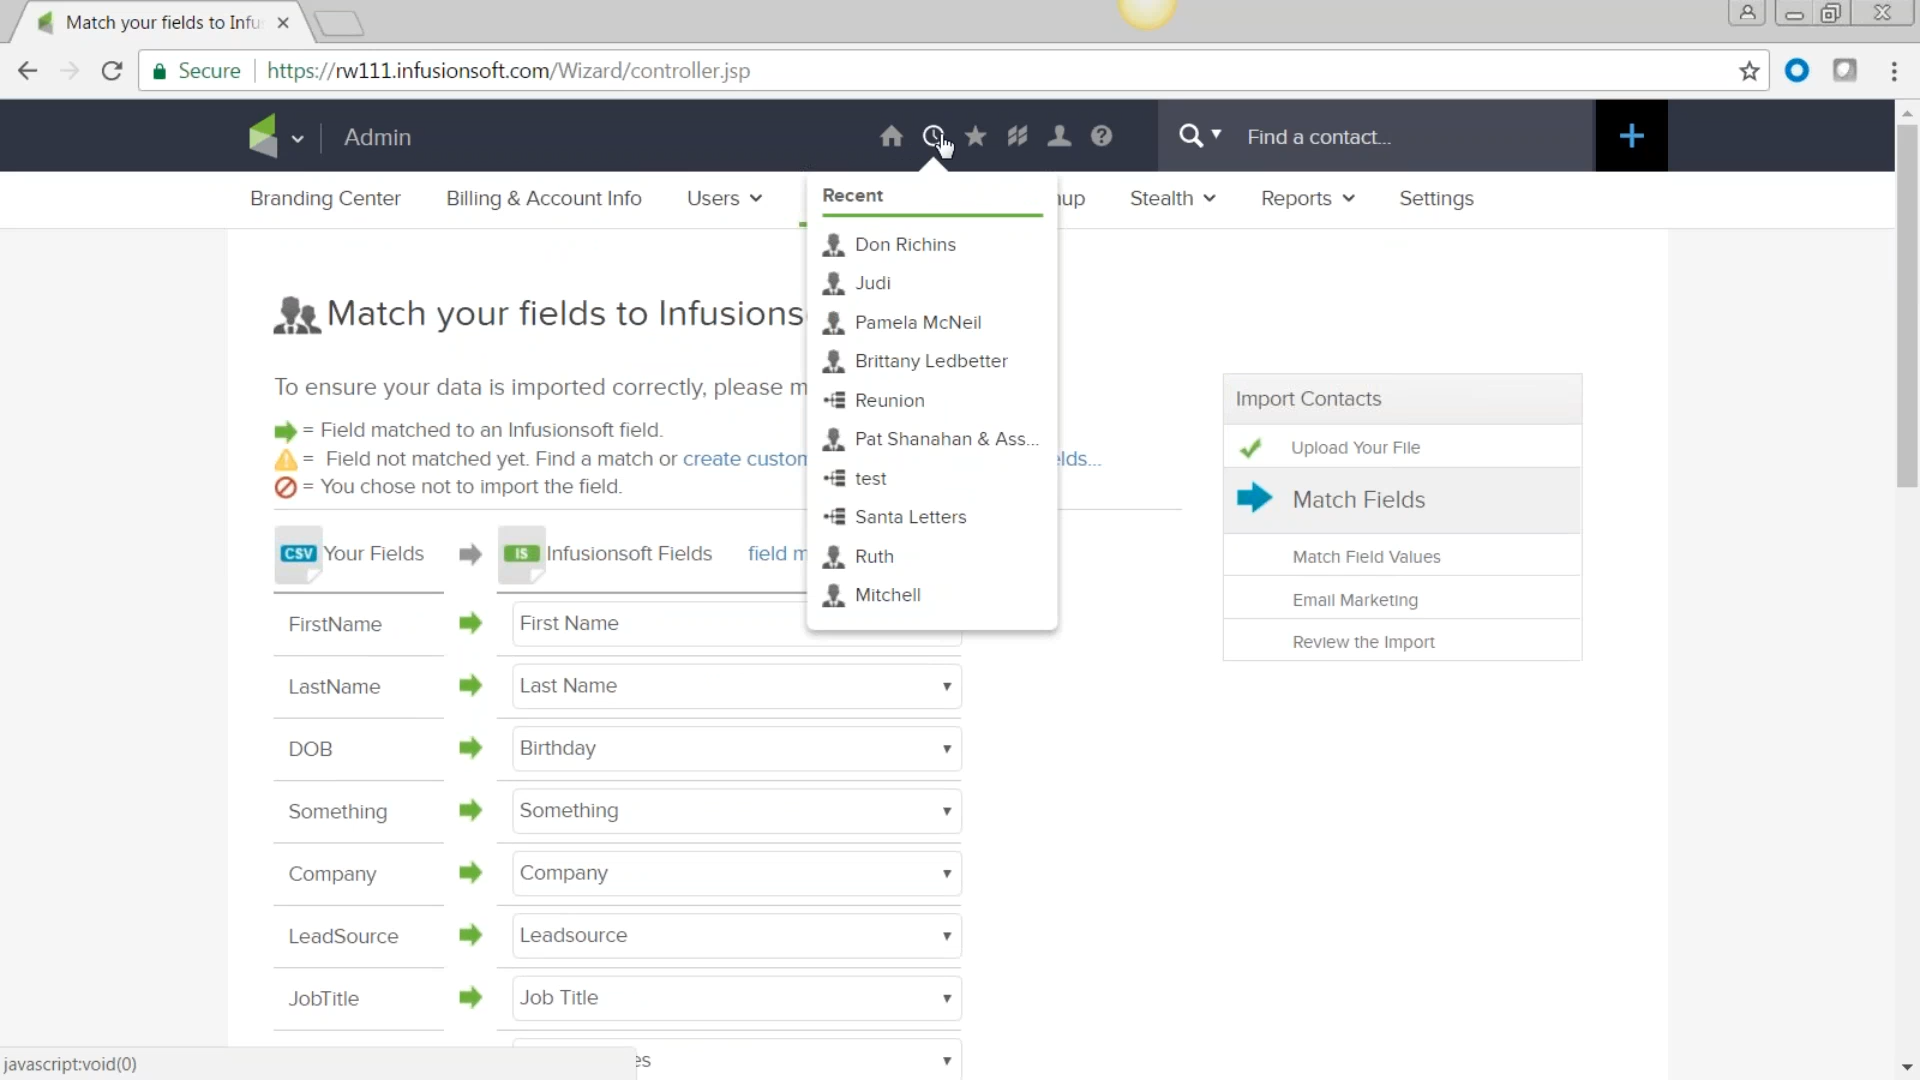 Match your fields to Infu
Secure
https://rw111.infusionsoft.com/Wizard/controller.jsp
Admin
Find a contact...
Branding Center
Billing & Account Info
Users
Stealth
Reports
Settings
Recent
Don Richins
Judi
Pamela McNeil
Brittany Ledbetter
Reunion
Pat Shanahan & Ass...
test
Santa Letters
Ruth
Mitchell
Match your fields to Infusions
To ensure your data is imported correctly, please m
= Field matched to an Infusionsoft field.
= Field not matched yet. Find a match or create custom
= You chose not to import the field.
CSV Your Fields
IS Infusionsoft Fields
field m
FirstName
First Name
LastName
Last Name
DOB
Birthday
Something
Something
Company
Company
LeadSource
Leadsource
JobTitle
Job Title
Import Contacts
Upload Your File
Match Fields
Match Field Values
Email Marketing
Review the Import
javascript:void(0)